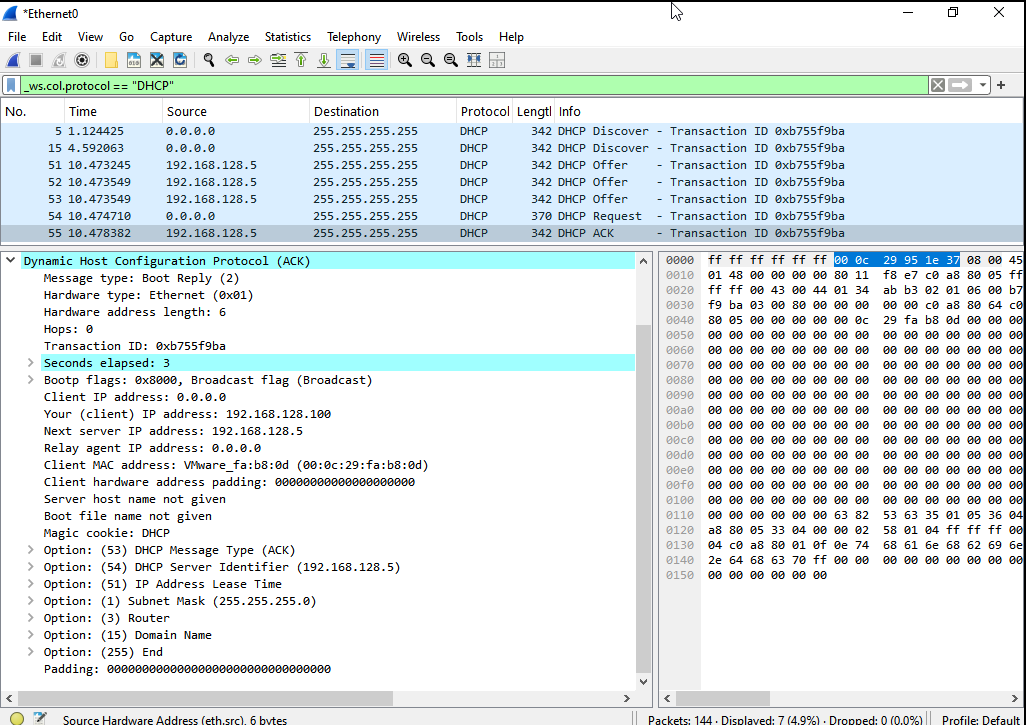 *Ethernet0
File Edit View Go Capture Analyze Statistics Telephony Wireless Tools Help
_ws.col.protocol == "DHCP"
No. Time Source Destination Protocol Lengtl Info
5 1.124425 0.0.0.0 255.255.255.255 DHCP 342 DHCP Discover - Transaction ID 0xb755f9ba
15 4.592063 0.0.0.0 255.255.255.255 DHCP 342 DHCP Discover - Transaction ID 0xb755f9ba
51 10.473245 192.168.128.5 255.255.255.255 DHCP 342 DHCP Offer - Transaction ID 0xb755f9ba
52 10.473549 192.168.128.5 255.255.255.255 DHCP 342 DHCP Offer - Transaction ID 0xb755f9ba
53 10.473549 192.168.128.5 255.255.255.255 DHCP 342 DHCP Offer - Transaction ID 0xb755f9ba
54 10.474710 0.0.0.0 255.255.255.255 DHCP 370 DHCP Request - Transaction ID 0xb755f9ba
55 10.478382 192.168.128.5 255.255.255.255 DHCP 342 DHCP ACK - Transaction ID 0xb755f9ba
Dynamic Host Configuration Protocol (ACK)
Message type: Boot Reply (2)
Hardware type: Ethernet (0x01)
Hardware address length: 6
Hops: 0
Transaction ID: 0xb755f9ba
Seconds elapsed: 3
Bootp flags: 0x8000, Broadcast flag (Broadcast)
Client IP address: 0.0.0.0
Your (client) IP address: 192.168.128.100
Next server IP address: 192.168.128.5
Relay agent IP address: 0.0.0.0
Client MAC address: VMware_fa:b8:0d (00:0c:29:fa:b8:0d)
Client hardware address padding: 00000000000000000000
Server host name not given
Boot file name not given
Magic cookie: DHCP
Option: (53) DHCP Message Type (ACK)
Option: (54) DHCP Server Identifier (192.168.128.5)
Option: (51) IP Address Lease Time
Option: (1) Subnet Mask (255.255.255.0)
Option: (3) Router
Option: (15) Domain Name
Option: (255) End
Padding: 00000000000000000000000000000000
0000 ff ff ff ff ff ff 00 0c 29 95 1e 37 08 00 45
0010 01 48 00 00 00 00 80 11 f8 e7 c0 a8 80 05 ff
0020 ff ff 00 43 00 44 01 34 ab b3 02 01 06 00 b7
0030 f9 ba 03 00 80 00 00 00 00 00 c0 a8 80 64 c0
0040 80 05 00 00 00 00 00 0c 29 fa b8 0d 00 00 00
0050 00 00 00 00 00 00 00 00 00 00 00 00 00 00 00
0060 00 00 00 00 00 00 00 00 00 00 00 00 00 00 00
0070 00 00 00 00 00 00 00 00 00 00 00 00 00 00 00
0080 00 00 00 00 00 00 00 00 00 00 00 00 00 00 00
0090 00 00 00 00 00 00 00 00 00 00 00 00 00 00 00
00a0 00 00 00 00 00 00 00 00 00 00 00 00 00 00 00
00b0 00 00 00 00 00 00 00 00 00 00 00 00 00 00 00
00c0 00 00 00 00 00 00 00 00 00 00 00 00 00 00 00
00d0 00 00 00 00 00 00 00 00 00 00 00 00 00 00 00
00e0 00 00 00 00 00 00 00 00 00 00 00 00 00 00 00
00f0 00 00 00 00 00 00 00 00 00 00 00 00 00 00 00
0100 00 00 00 00 00 00 00 00 00 00 00 00 00 00 00
0110 00 00 00 00 00 00 63 82 53 63 35 01 05 36 04
0120 a8 80 05 33 04 00 00 02 58 01 04 ff ff ff 00
0130 04 c0 a8 80 01 0f 0e 74 68 61 6e 68 62 69 6e
0140 2e 64 68 63 70 ff 00 00 00 00 00 00 00 00 00
0150 00 00 00 00 00 00
Source Hardware Address (eth.src), 6 bytes
Packets: 144 · Displayed: 7 (4.9%) · Dropped: 0 (0.0%) Profile: Default